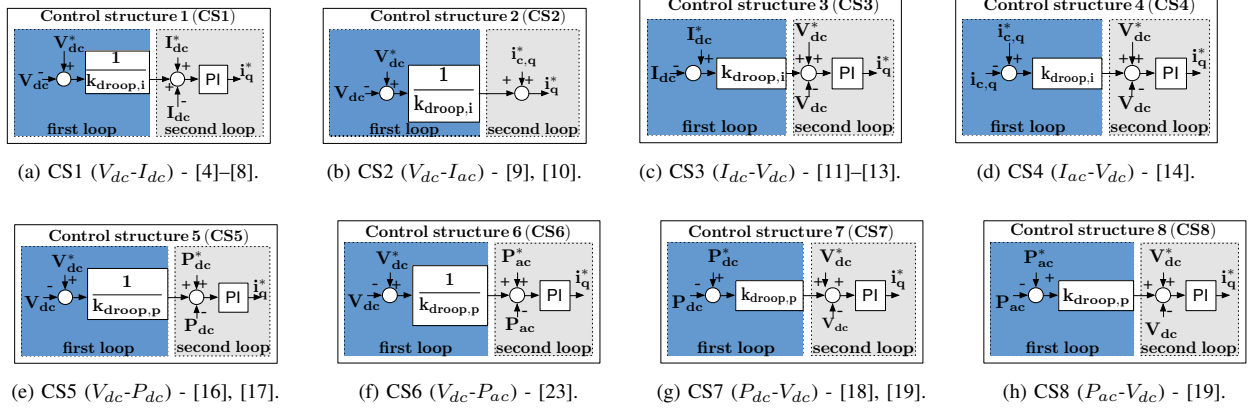 Control structure 1 (CS1)
V*dc
I*dc
Vdc
-
+
1
kdroop,i
+
+
-
PI
i*q
Idc
first loop
second loop
(a) CS1 (Vdc-Idc) - [4]–[8].
Control structure 2 (CS2)
V*dc
i*c,q
Vdc
-
+
1
kdroop,i
+
+
i*q
first loop
second loop
(b) CS2 (Vdc-Iac) - [9], [10].
Control structure 3 (CS3)
I*dc
V*dc
Idc
-
+
kdroop,i
+
+
-
PI
i*q
Vdc
first loop
second loop
(c) CS3 (Idc-Vdc) - [11]–[13].
Control structure 4 (CS4)
i*c,q
V*dc
ic,q
-
+
kdroop,i
+
+
-
PI
i*q
Vdc
first loop
second loop
(d) CS4 (Iac-Vdc) - [14].
Control structure 5 (CS5)
V*dc
P*dc
Vdc
-
+
1
kdroop,p
+
+
-
PI
i*q
Pdc
first loop
second loop
(e) CS5 (Vdc-Pdc) - [16], [17].
Control structure 6 (CS6)
V*dc
P*ac
Vdc
-
+
1
kdroop,p
+
+
-
PI
i*q
Pac
first loop
second loop
(f) CS6 (Vdc-Pac) - [23].
Control structure 7 (CS7)
P*dc
V*dc
Pdc
-
+
kdroop,p
+
+
-
PI
i*q
Vdc
first loop
second loop
(g) CS7 (Pdc-Vdc) - [18], [19].
Control structure 8 (CS8)
P*ac
V*dc
Pac
-
+
kdroop,p
+
+
-
PI
i*q
Vdc
first loop
second loop
(h) CS8 (Pac-Vdc) - [19].